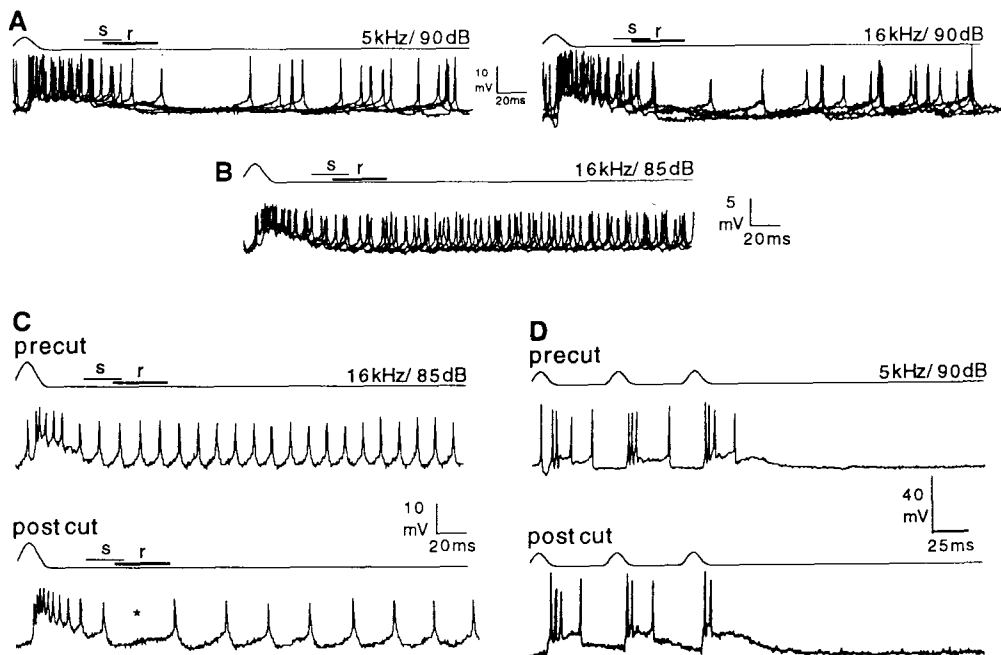 A
s r
5kHz/90dB
10
mV
20ms
s r
16kHz/90dB
B
s r
16kHz/85dB
5
mV
20ms
C
precut
s r
16kHz/85dB
post cut
s r
*
10
mV
20ms
D
precut
5kHz/90dB
post cut
40
mV
25ms